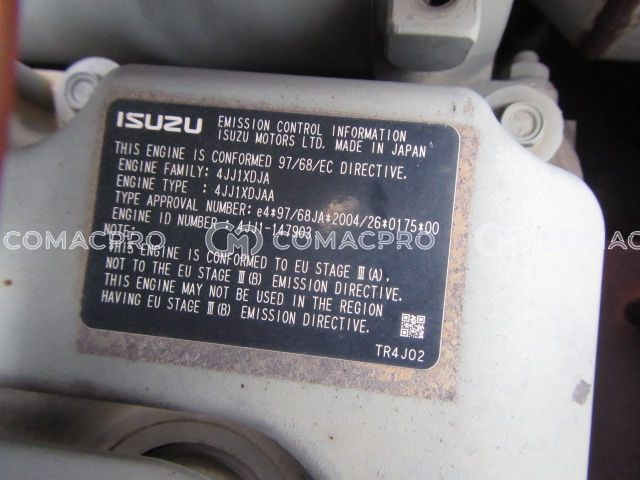 ISUZU EMISSION CONTROL INFORMATION
ISUZU MOTORS LTD. MADE IN JAPAN
THIS ENGINE IS CONFORMED 97/68/EC DIRECTIVE.
ENGINE FAMILY: 4JJ1XDJA
ENGINE TYPE : 4JJ1XDJAA
TYPE APPROVAL NUMBER: e4*97/68JA*2004/26*0175*00
ENGINE ID NUMBER : 4JJ1-1A7903
NOTE:
THIS ENGINE IS CONFORMED TO EU STAGE Ⅲ(A),
NOT TO THE EU STAGE Ⅲ(B) EMISSION DIRECTIVE.
THIS ENGINE MAY NOT BE USED IN THE REGION
HAVING EU STAGE Ⅲ(B) EMISSION DIRECTIVE.
TR4J02
COMACPRO COMACPRO COMACPRO